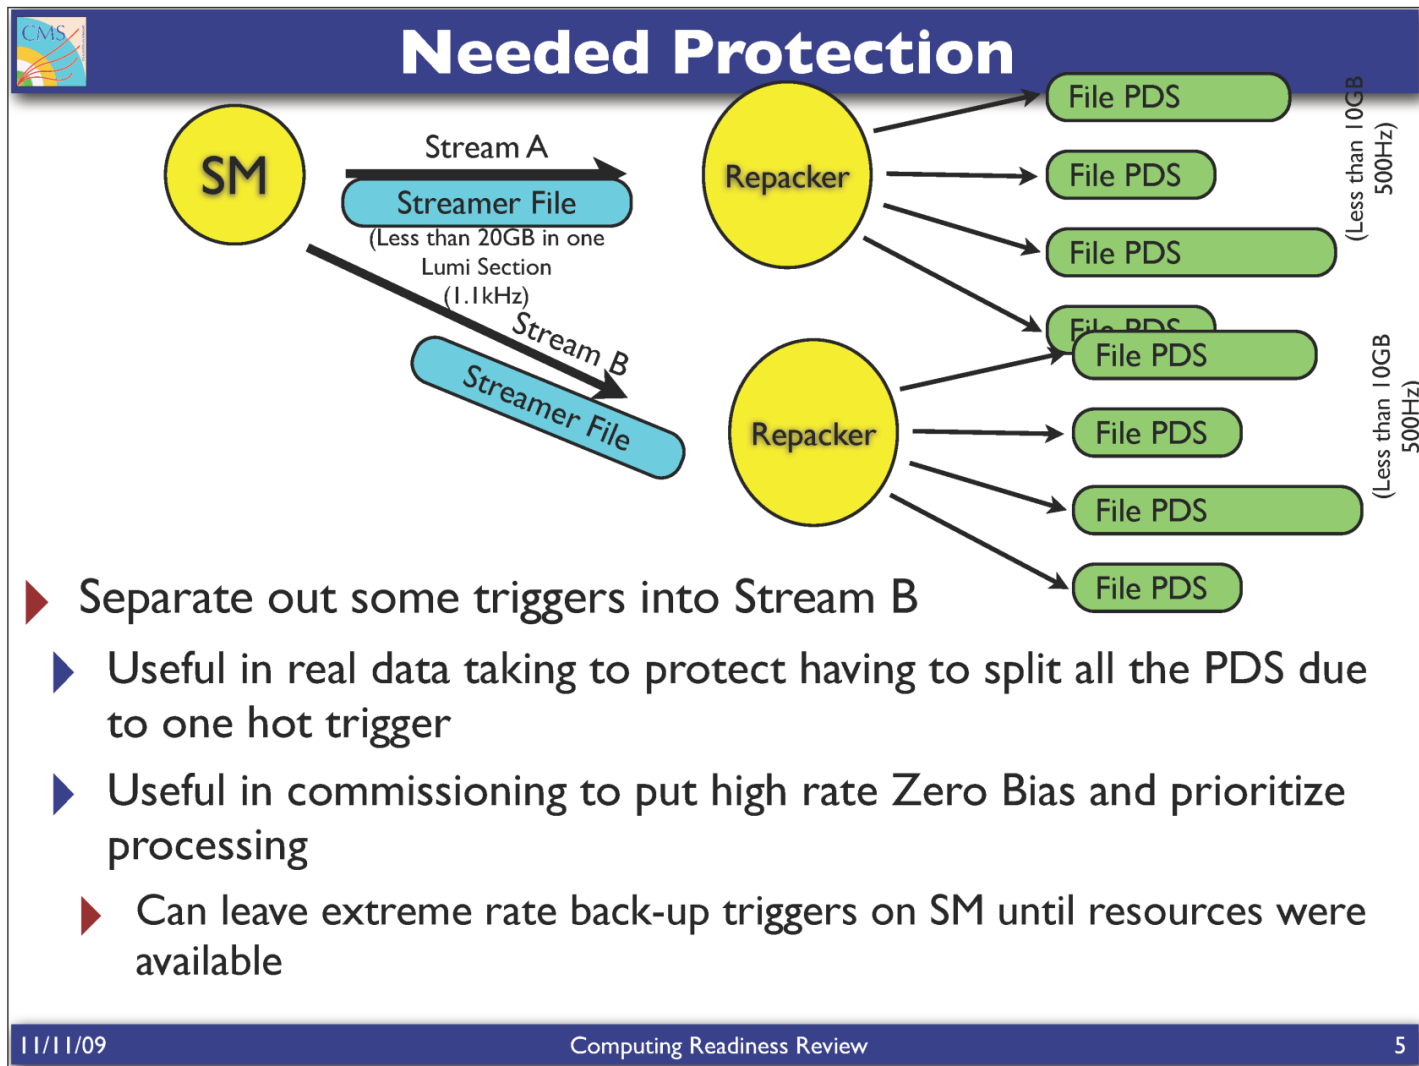 CMS
Needed Protection
SM
Stream A
Streamer File
(Less than 20GB in one
Lumi Section
(1.1kHz)
Stream B
Streamer File
Repacker
File PDS
File PDS
File PDS
File PDS
(Less than 10GB
500Hz)
Repacker
File PDS
File PDS
File PDS
File PDS
(Less than 10GB
500Hz)
Separate out some triggers into Stream B
Useful in real data taking to protect having to split all the PDS due
to one hot trigger
Useful in commissioning to put high rate Zero Bias and prioritize
processing
Can leave extreme rate back-up triggers on SM until resources were
available
11/11/09
Computing Readiness Review
5